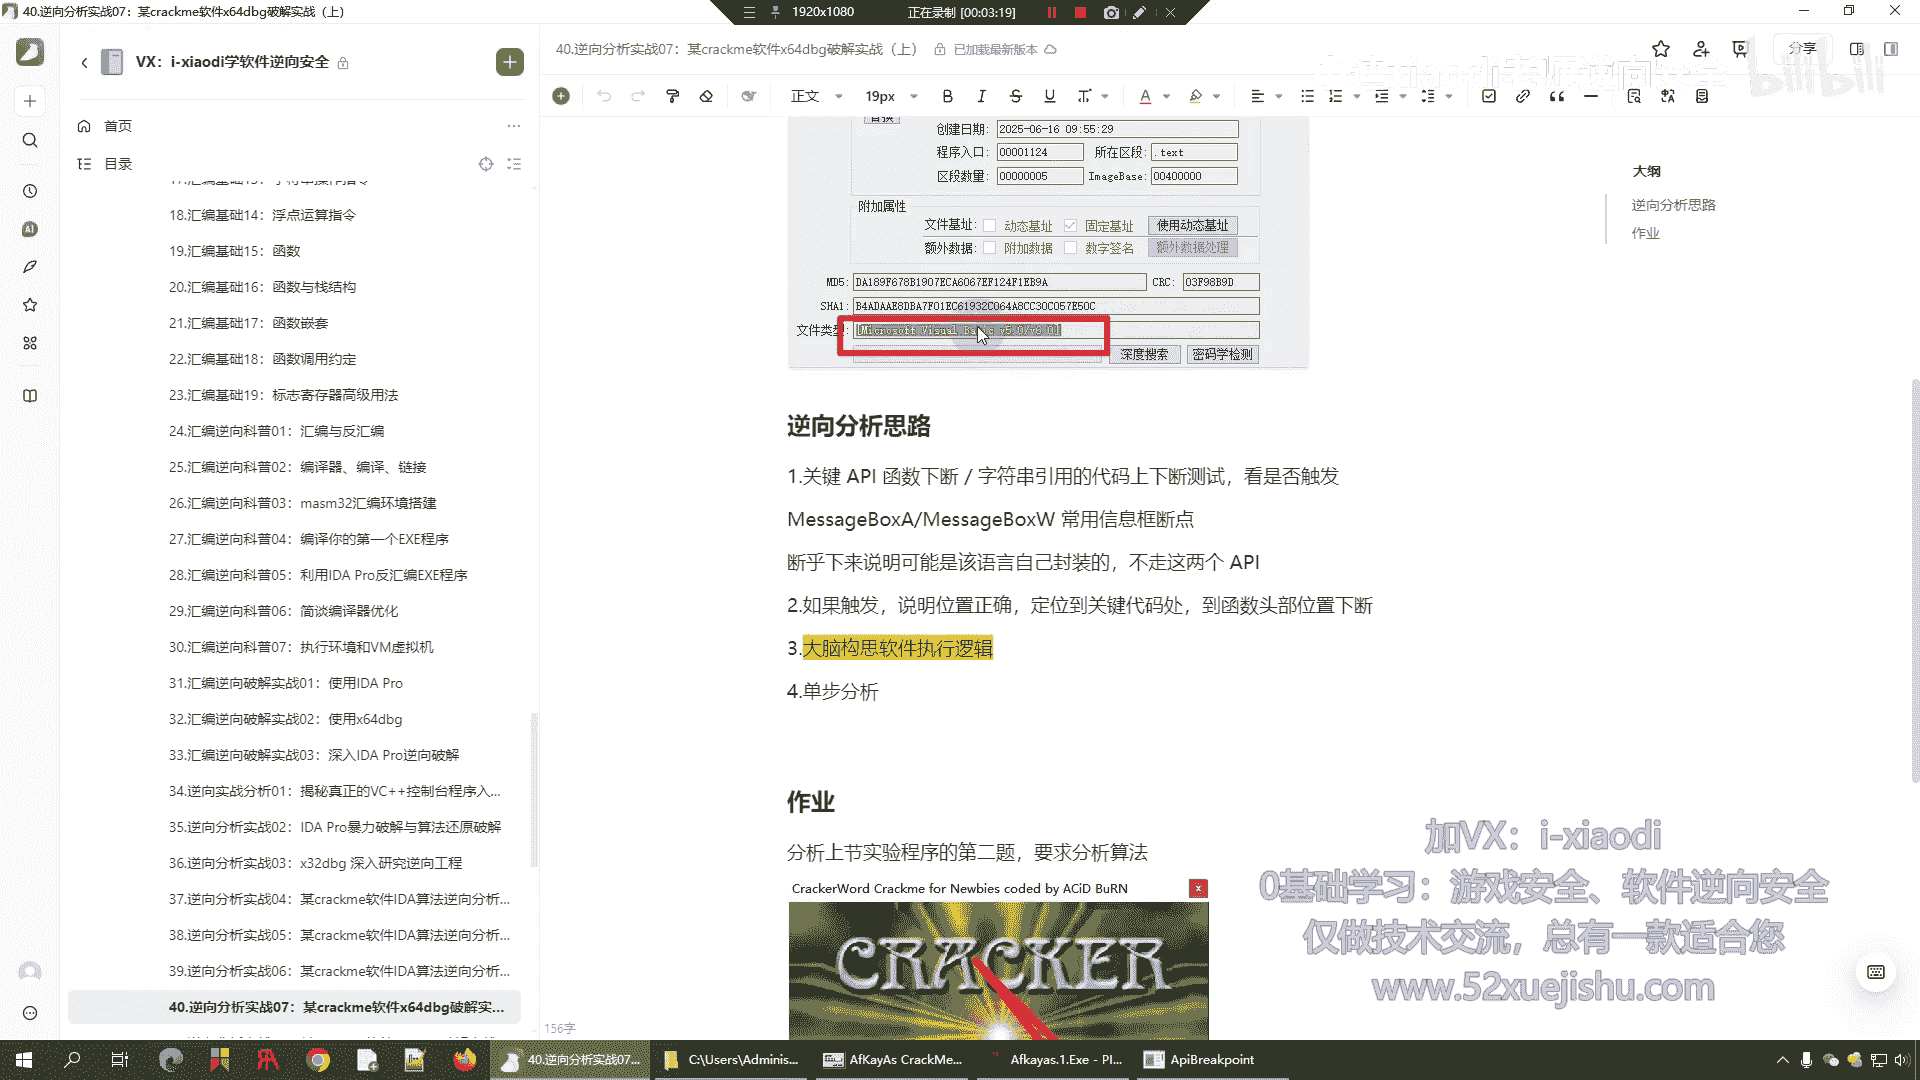 40.逆向分析实战07：某crackme软件x64dbg破解实战（上）
1920x1080
正在录制 [00:03:19]
VX：i-xiaodi学软件逆向安全
40.逆向分析实战07：某crackme软件x64dbg破解实战（上）
已加载最新版本
分享
bilibili
正文
19px
首页
目录
18.汇编基础14：浮点运算指令
19.汇编基础15：函数
20.汇编基础16：函数与栈结构
21.汇编基础17：函数嵌套
22.汇编基础18：函数调用约定
23.汇编基础19：标志寄存器高级用法
24.汇编逆向科普01：汇编与反汇编
25.汇编逆向科普02：编译器、编译、链接
26.汇编逆向科普03：masm32汇编环境搭建
27.汇编逆向科普04：编译你的第一个EXE程序
28.汇编逆向科普05：利用IDA Pro反汇编EXE程序
29.汇编逆向科普06：简谈编译器优化
30.汇编逆向科普07：执行环境和VM虚拟机
31.汇编逆向破解实战01：使用IDA Pro
32.汇编逆向破解实战02：使用x64dbg
33.汇编逆向破解实战03：深入IDA Pro逆向破解
34.逆向实战分析01：揭秘真正的VC++控制台程序入...
35.逆向分析实战02：IDA Pro暴力破解与算法还原破解
36.逆向分析实战03：x32dbg 深入研究逆向工程
37.逆向分析实战04：某crackme软件IDA算法逆向分析...
38.逆向分析实战05：某crackme软件IDA算法逆向分析...
39.逆向分析实战06：某crackme软件IDA算法逆向分析...
40.逆向分析实战07：某crackme软件x64dbg破解实...
创建日期： 2025-06-16 09:55:29
程序入口： 00001124 所在区段： .text
区段数量： 00000005 ImageBase: 00400000
附加属性
文件基址： 动态基址 固定基址 使用动态基址
额外数据： 附加数据 数字签名 额外数据处理
MD5: DA189F678B1907ECA6067EF124F1EB9A CRC: 03F98B9D
SHA1: B4ADAAE8DBA7F01EC61932C064A8CC30C057E50C
文件类型: [Microsoft Visual Basic v5.0/v6.0]
深度搜索 密码学检测
逆向分析思路
1.关键 API 函数下断 / 字符串引用的代码上下断测试，看是否触发
MessageBoxA/MessageBoxW 常用信息框断点
断乎下来说明可能是该语言自己封装的，不走这两个 API
2.如果触发，说明位置正确，定位到关键代码处，到函数头部位置下断
3.大脑构思软件执行逻辑
4.单步分析
作业
分析上节实验程序的第二题，要求分析算法
CrackerWord Crackme for Newbies coded by ACiD BuRN
CRACKER
156字
大纲
逆向分析思路
作业
加VX：i-xiaodi
0基础学习：游戏安全、软件逆向安全
仅做技术交流，总有一款适合您
www.52xuejishu.com
40.逆向分析实战07...
C:\Users\Adminis...
AfKayAs CrackMe...
Afkayas.1.Exe - PI...
ApiBreakpoint